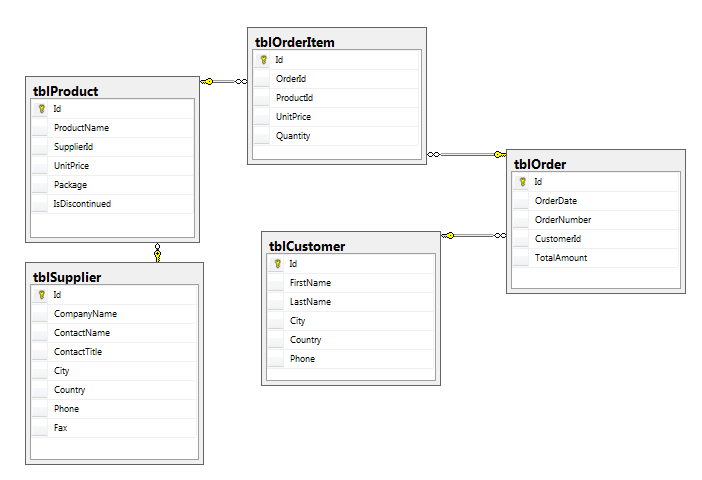 tblOrderItem
Id
OrderId
ProductId
UnitPrice
Quantity
tblProduct
Id
ProductName
SupplierId
UnitPrice
Package
IsDiscontinued
tblOrder
Id
OrderDate
OrderNumber
CustomerId
TotalAmount
tblCustomer
Id
FirstName
LastName
City
Country
Phone
tblSupplier
Id
CompanyName
ContactName
ContactTitle
City
Country
Phone
Fax